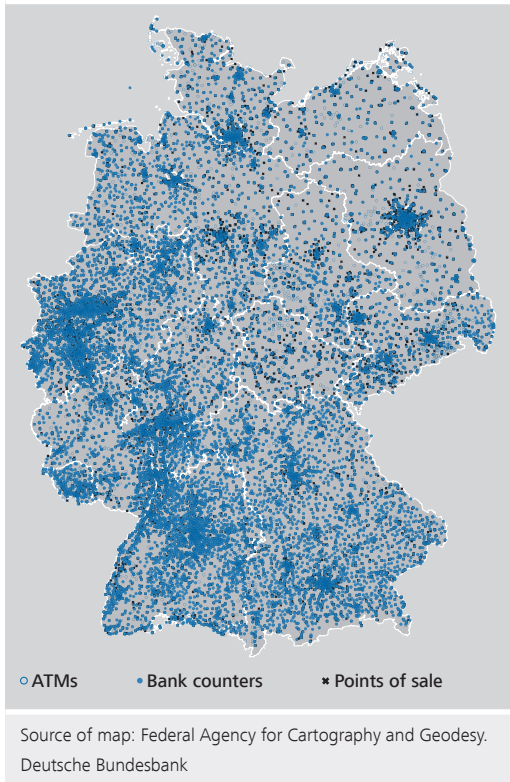 ATMs Bank counters Points of sale
Source of map: Federal Agency for Cartography and Geodesy.
Deutsche Bundesbank